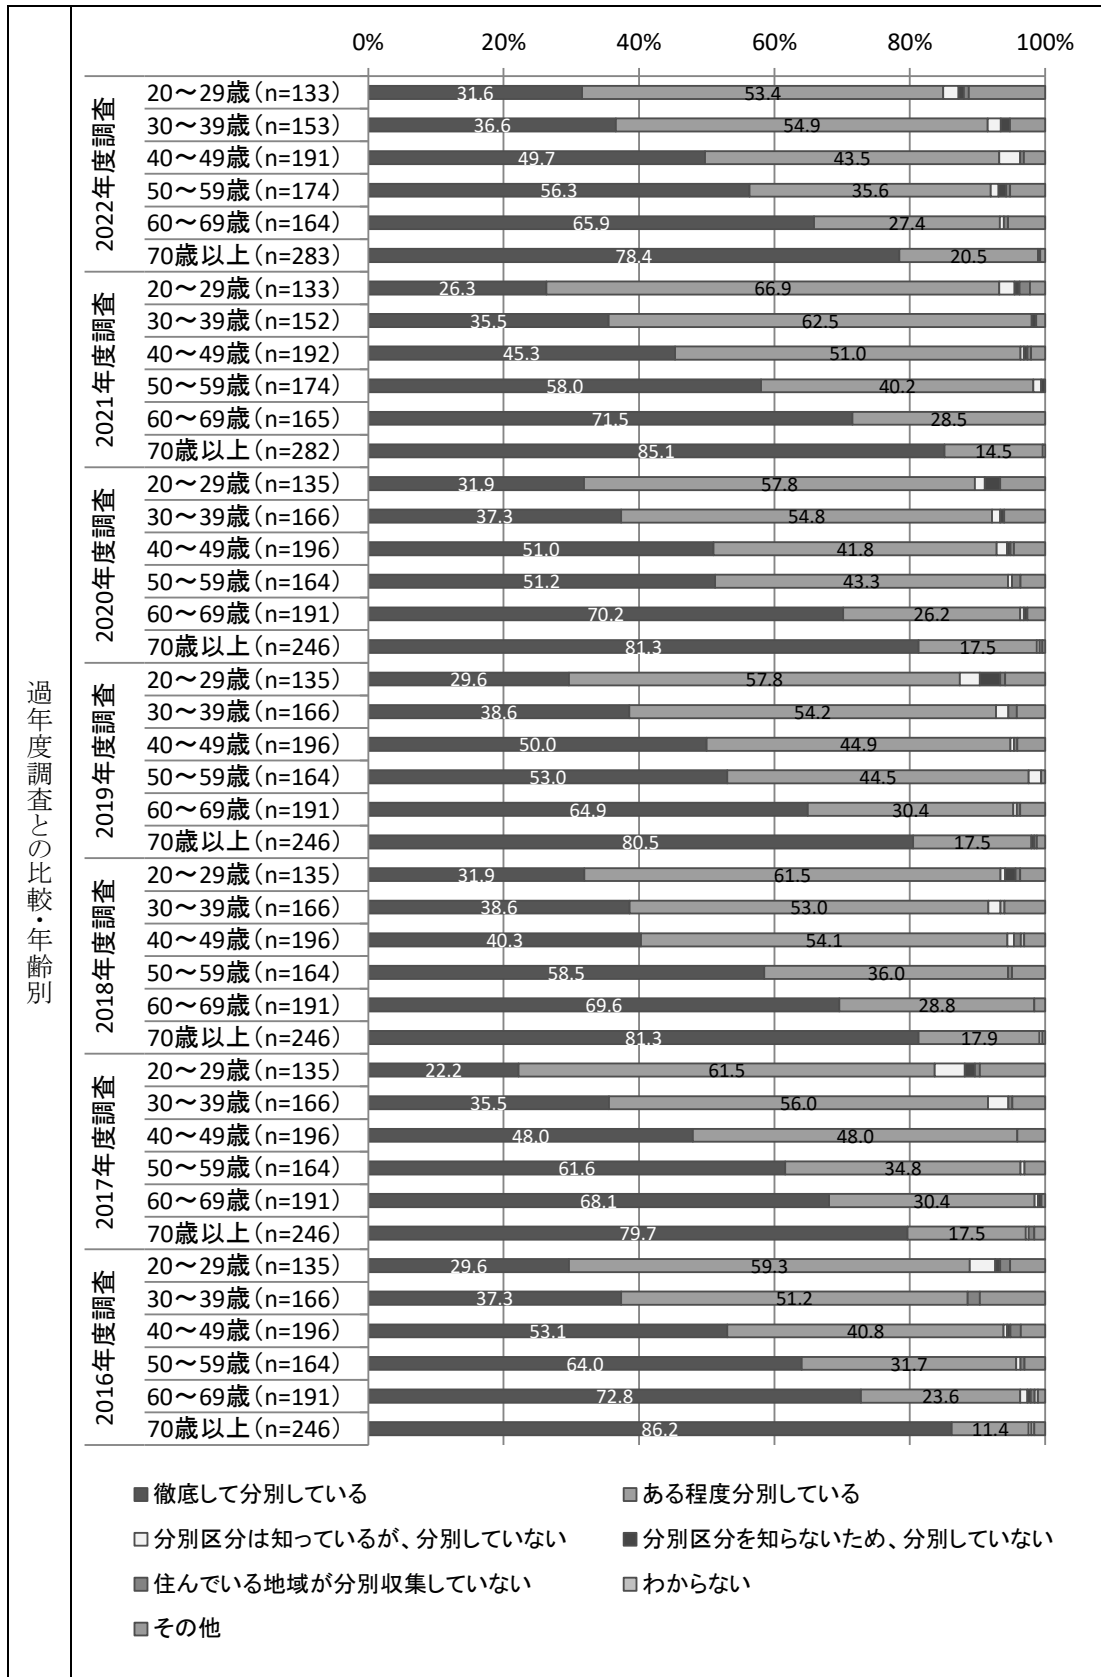 過年度調査との比較・年齢別
0% 20% 40% 60% 80% 100%
2022年度調査
20～29歳（n=133） 31.6 53.4
30～39歳（n=153） 36.6 54.9
40～49歳（n=191） 49.7 43.5
50～59歳（n=174） 56.3 35.6
60～69歳（n=164） 65.9 27.4
70歳以上（n=283） 78.4 20.5
2021年度調査
20～29歳（n=133） 26.3 66.9
30～39歳（n=152） 35.5 62.5
40～49歳（n=192） 45.3 51.0
50～59歳（n=174） 58.0 40.2
60～69歳（n=165） 71.5 28.5
70歳以上（n=282） 85.1 14.5
2020年度調査
20～29歳（n=135） 31.9 57.8
30～39歳（n=166） 37.3 54.8
40～49歳（n=196） 51.0 41.8
50～59歳（n=164） 51.2 43.3
60～69歳（n=191） 70.2 26.2
70歳以上（n=246） 81.3 17.5
2019年度調査
20～29歳（n=135） 29.6 57.8
30～39歳（n=166） 38.6 54.2
40～49歳（n=196） 50.0 44.9
50～59歳（n=164） 53.0 44.5
60～69歳（n=191） 64.9 30.4
70歳以上（n=246） 80.5 17.5
2018年度調査
20～29歳（n=135） 31.9 61.5
30～39歳（n=166） 38.6 53.0
40～49歳（n=196） 40.3 54.1
50～59歳（n=164） 58.5 36.0
60～69歳（n=191） 69.6 28.8
70歳以上（n=246） 81.3 17.9
2017年度調査
20～29歳（n=135） 22.2 61.5
30～39歳（n=166） 35.5 56.0
40～49歳（n=196） 48.0 48.0
50～59歳（n=164） 61.6 34.8
60～69歳（n=191） 68.1 30.4
70歳以上（n=246） 79.7 17.5
2016年度調査
20～29歳（n=135） 29.6 59.3
30～39歳（n=166） 37.3 51.2
40～49歳（n=196） 53.1 40.8
50～59歳（n=164） 64.0 31.7
60～69歳（n=191） 72.8 23.6
70歳以上（n=246） 86.2 11.4
徹底して分別している ある程度分別している
分別区分は知っているが、分別していない 分別区分を知らないため、分別していない
住んでいる地域が分別収集していない わからない
その他